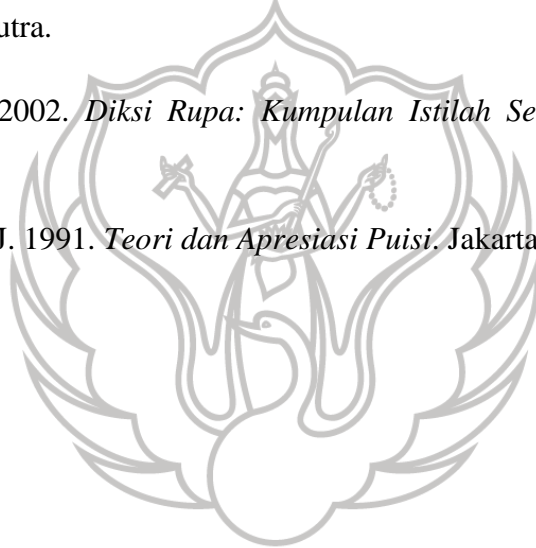 utra.
2002. Diksi Rupa: Kumpulan Istilah Se
J. 1991. Teori dan Apresiasi Puisi. Jakarta